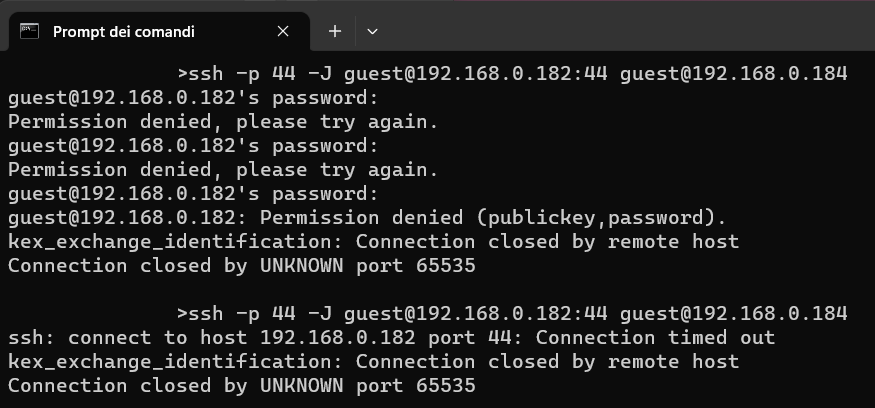 Prompt dei comandi
>ssh -p 44 -J guest@192.168.0.182:44 guest@192.168.0.184
guest@192.168.0.182's password:
Permission denied, please try again.
guest@192.168.0.182's password:
Permission denied, please try again.
guest@192.168.0.182's password:
guest@192.168.0.182: Permission denied (publickey,password).
kex_exchange_identification: Connection closed by remote host
Connection closed by UNKNOWN port 65535
>ssh -p 44 -J guest@192.168.0.182:44 guest@192.168.0.184
ssh: connect to host 192.168.0.182 port 44: Connection timed out
kex_exchange_identification: Connection closed by remote host
Connection closed by UNKNOWN port 65535